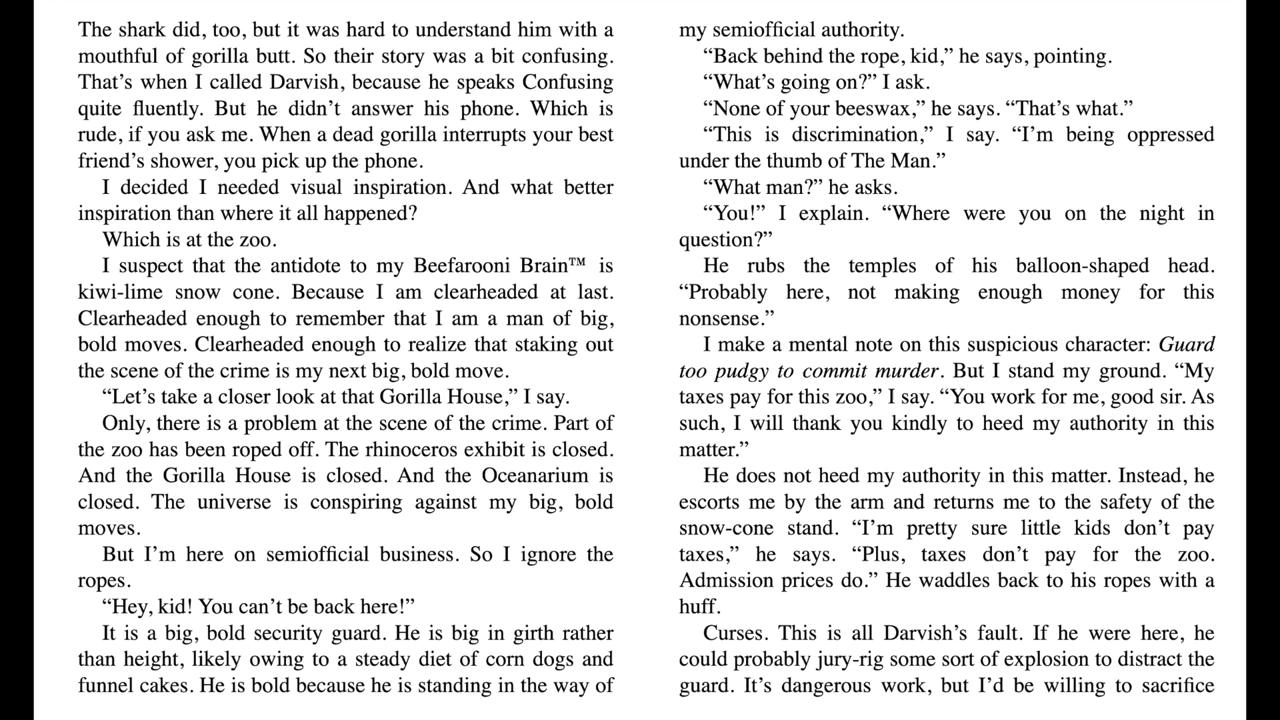 The shark did, too, but it was hard to understand him with a
mouthful of gorilla butt. So their story was a bit confusing.
That’s when I called Darvish, because he speaks Confusing
quite fluently. But he didn’t answer his phone. Which is
rude, if you ask me. When a dead gorilla interrupts your best
friend’s shower, you pick up the phone.
I decided I needed visual inspiration. And what better
inspiration than where it all happened?
Which is at the zoo.
I suspect that the antidote to my Beefarooni Brain™ is
kiwi-lime snow cone. Because I am clearheaded at last.
Clearheaded enough to remember that I am a man of big,
bold moves. Clearheaded enough to realize that staking out
the scene of the crime is my next big, bold move.
“Let’s take a closer look at that Gorilla House,” I say.
Only, there is a problem at the scene of the crime. Part of
the zoo has been roped off. The rhinoceros exhibit is closed.
And the Gorilla House is closed. And the Oceanarium is
closed. The universe is conspiring against my big, bold
moves.
But I’m here on semiofficial business. So I ignore the
ropes.
“Hey, kid! You can’t be back here!”
It is a big, bold security guard. He is big in girth rather
than height, likely owing to a steady diet of corn dogs and
funnel cakes. He is bold because he is standing in the way of
my semiofficial authority.
“Back behind the rope, kid,” he says, pointing.
“What’s going on?” I ask.
“None of your beeswax,” he says. “That’s what.”
“This is discrimination,” I say. “I’m being oppressed
under the thumb of The Man.”
“What man?” he asks.
“You!” I explain. “Where were you on the night in
question?”
He rubs the temples of his balloon-shaped head.
“Probably here, not making enough money for this
nonsense.”
I make a mental note on this suspicious character: Guard
too pudgy to commit murder. But I stand my ground. “My
taxes pay for this zoo,” I say. “You work for me, good sir. As
such, I will thank you kindly to heed my authority in this
matter.”
He does not heed my authority in this matter. Instead, he
escorts me by the arm and returns me to the safety of the
snow-cone stand. “I’m pretty sure little kids don’t pay
taxes,” he says. “Plus, taxes don’t pay for the zoo.
Admission prices do.” He waddles back to his ropes with a
huff.
Curses. This is all Darvish’s fault. If he were here, he
could probably jury-rig some sort of explosion to distract the
guard. It’s dangerous work, but I’d be willing to sacrifice